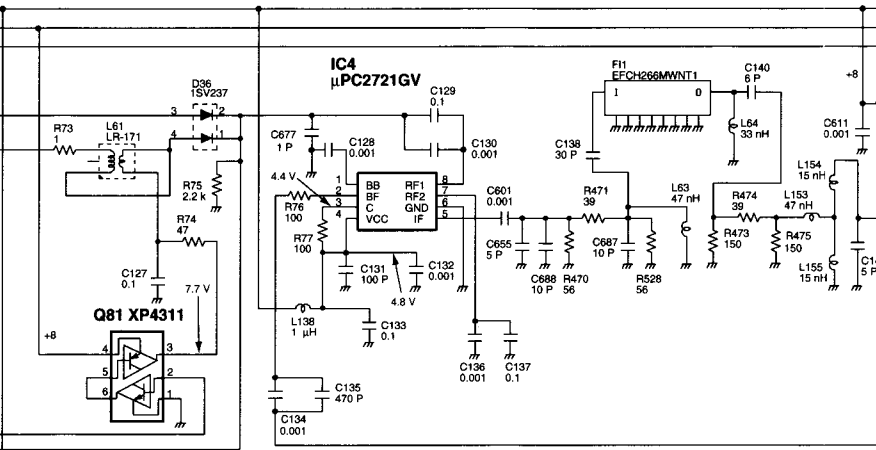 IC4
μPC2721GV
FI1
EFCH266MWNT1
I
O
C140
6 P
+8
D36
1SV237
3
2
4
1
R73
1
L61
LR-171
C129
0.1
C677
1 P
C128
0.001
C130
0.001
C138
30 P
L64
33 nH
C611
0.001
R75
2.2 k
4.4 V
1
2
3
4
BB
BF
C
VCC
RF1
RF2
GND
IF
8
7
6
5
R76
100
R77
100
C601
0.001
R471
39
L63
47 nH
R474
39
L153
47 nH
L154
15 nH
R74
47
C655
5 P
C688
10 P
R470
56
C687
10 P
R528
56
R473
150
R475
150
L155
15 nH
C14
5 P
C127
0.1
7.7 V
C131
100 P
C132
0.001
4.8 V
Q81 XP4311
+8
4
3
5
2
6
1
L138
1 μH
C133
0.1
C136
0.001
C137
0.1
C135
470 P
C134
0.001